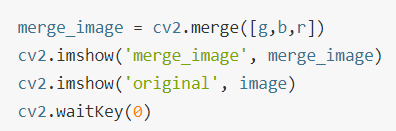 merge_image = cv2.merge([g,b,r])
cv2.imshow('merge_image', merge_image)
cv2.imshow('original', image)
cv2.waitKey(0)